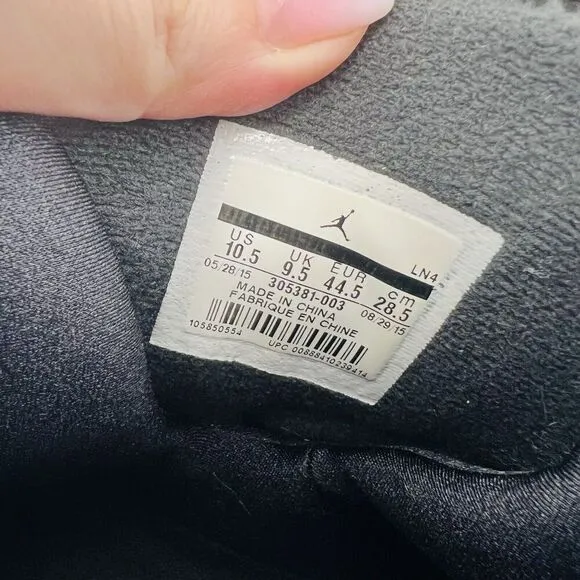 LN4
US UK EUR cm
10.5 9.5 44.5 28.5
05/28/15 305381-003 08/29/15
MADE IN CHINA
FABRIQUE EN CHINE
105850554
UPC 00888410239414